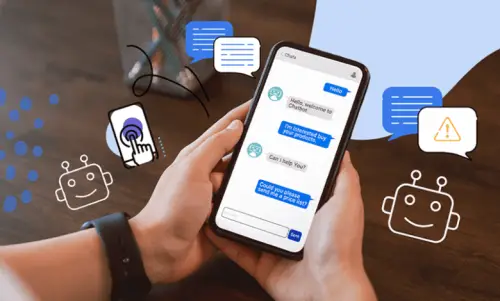 Chats
Hello.
Hello, welcome to
Chatbot.
I'm interested buy
your products.
Can I help You?
Could you please
send me a price list?
Send